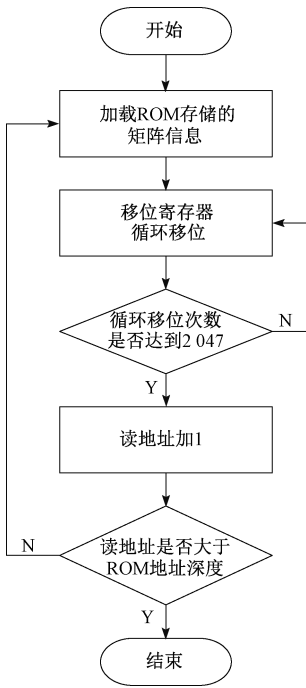 开始
加载ROM存储的
矩阵信息
移位寄存器
循环移位
循环移位次数
是否达到2 047
N
Y
读地址加1
读地址是否大于
ROM地址深度
N
Y
结束